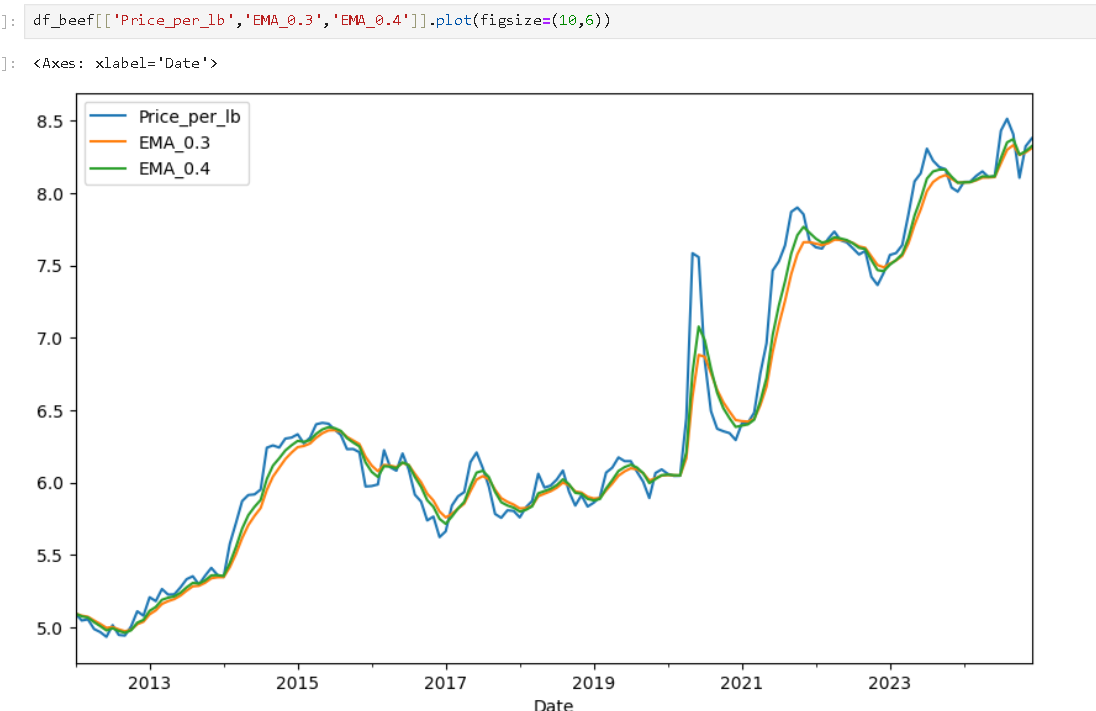 ]: df_beef[['Price_per_lb','EMA_0.3','EMA_0.4']].plot(figsize=(10,6))
]: <Axes: xlabel='Date'>
Price_per_lb
EMA_0.3
EMA_0.4
8.5
8.0
7.5
7.0
6.5
6.0
5.5
5.0
2013 2015 2017 2019 2021 2023
Date